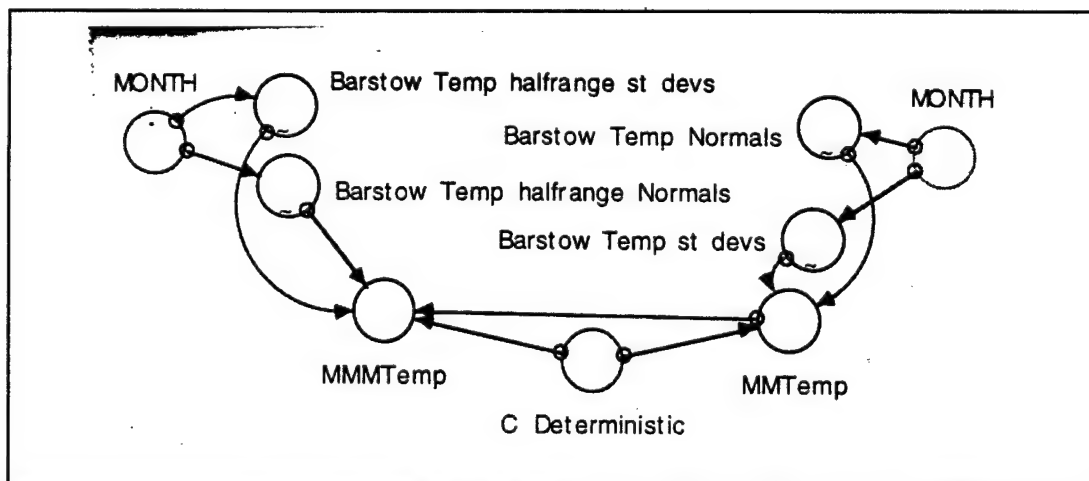 MONTH
Barstow Temp halfrange st devs
MONTH
Barstow Temp Normals
Barstow Temp halfrange Normals
Barstow Temp st devs
MMMTemp
MMTemp
C Deterministic